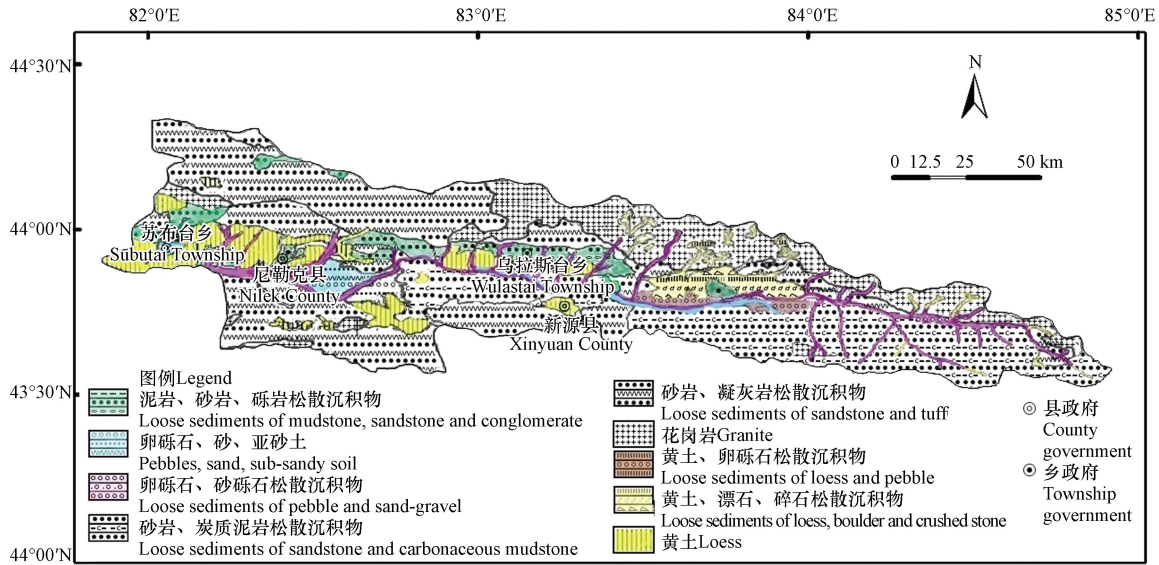 82°0′E 83°0′E 84°0′E 85°0′E
44°30′N
N
0 12.5 25 50 km
44°00′N
苏布台乡
Subutai Township
尼勒克县
Nilek County
乌拉斯台乡
Wulastai Township
新源县
Xinyuan County
43°30′N
44°00′N
图例Legend
泥岩、砂岩、砾岩松散沉积物
Loose sediments of mudstone, sandstone and conglomerate
卵砾石、砂、亚砂土
Pebbles, sand, sub-sandy soil
卵砾石、砂砾石松散沉积物
Loose sediments of pebble and sand-gravel
砂岩、炭质泥岩松散沉积物
Loose sediments of sandstone and carbonaceous mudstone
砂岩、凝灰岩松散沉积物
Loose sediments of sandstone and tuff
花岗岩Granite
黄土、卵砾石松散沉积物
Loose sediments of loess and pebble
黄土、漂石、碎石松散沉积物
Loose sediments of loess, boulder and crushed stone
黄土Loess
县政府
County
government
乡政府
Township
government